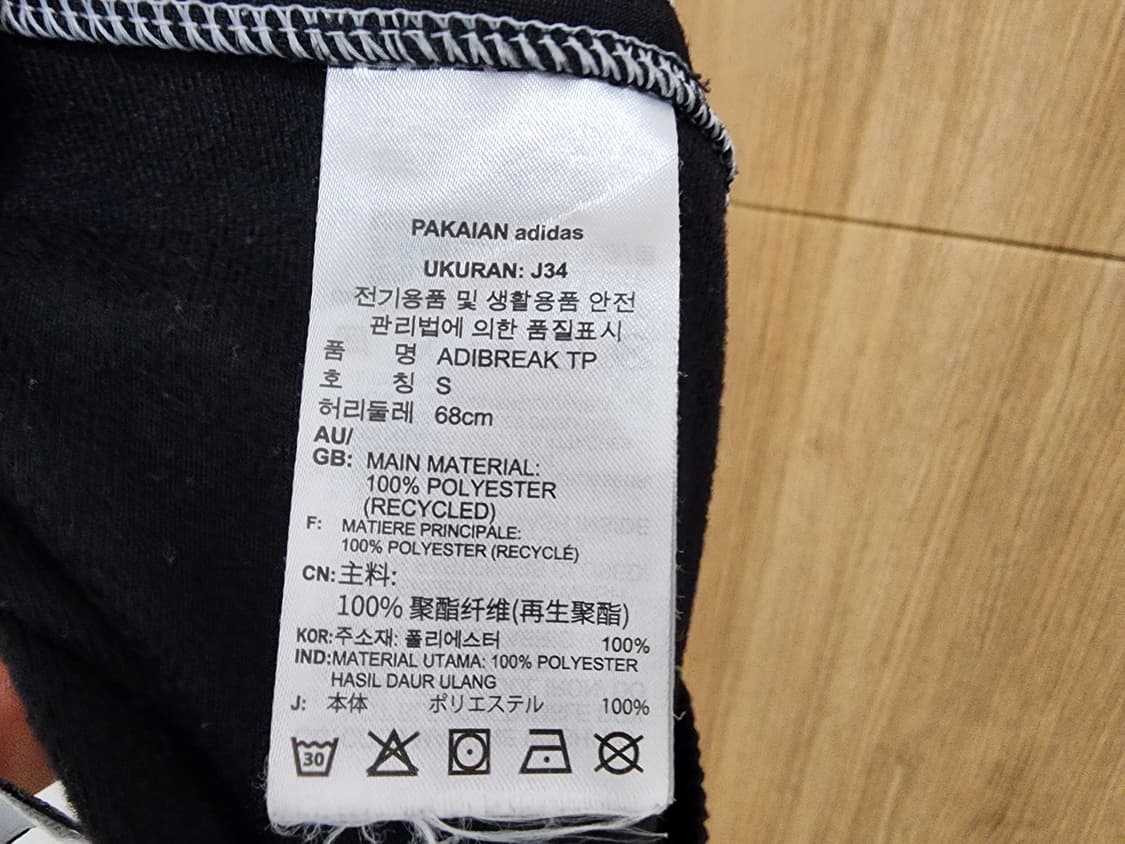 PAKAIAN adidas
UKURAN: J34
전기용품 및 생활용품 안전
관리법에 의한 품질표시
품 명 ADIBREAK TP
호 칭 S
허리둘레 68cm
AU/
GB: MAIN MATERIAL:
100% POLYESTER
(RECYCLED)
F: MATIERE PRINCIPALE:
100% POLYESTER (RECYCLÉ)
CN: 主料:
100% 聚酯纤维(再生聚酯)
KOR: 주소재: 폴리에스터 100%
IND: MATERIAL UTAMA: 100% POLYESTER
HASIL DAUR ULANG
J: 本体 ポリエステル 100%
30